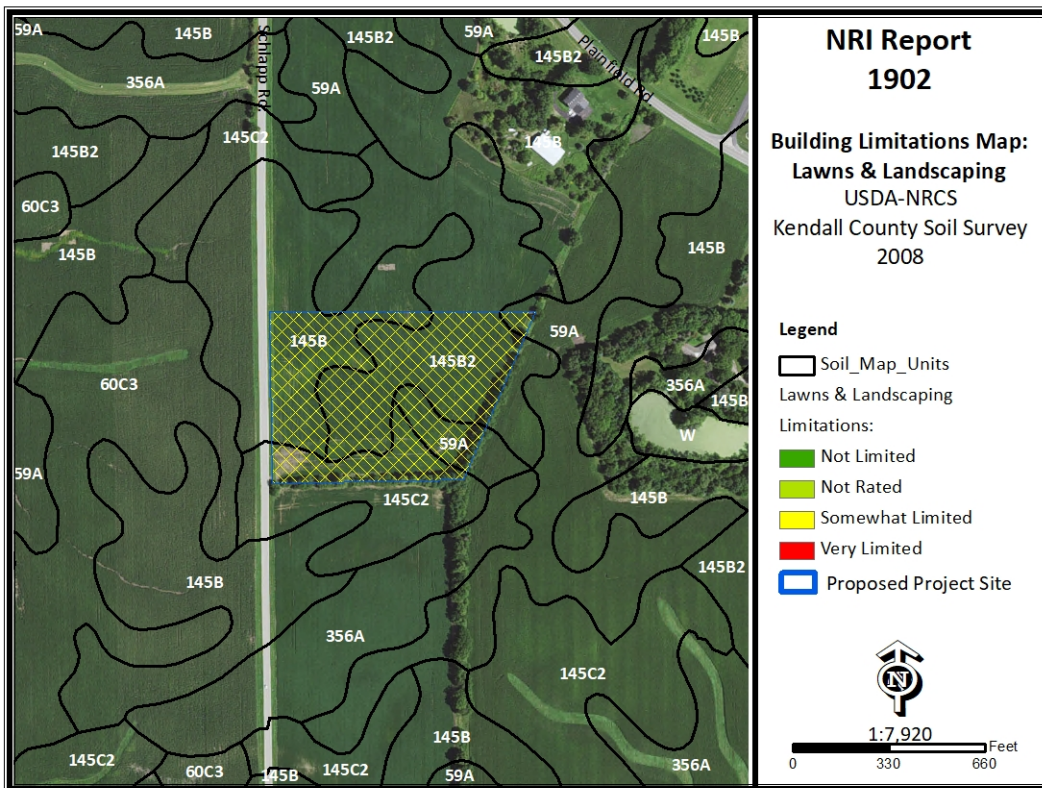 59A
145B
145B2
59A
145B
Schlapp Rd.
Plainfield Rd
356A
59A
145B2
145C2
145B
145B2
60C3
145B
145B
59A
145B
145B2
60C3
356A
145B
W
59A
59A
145C2
145B
145B
145B2
356A
145C2
145B
145C2
60C3
145B
145C2
59A
356A
NRI Report
1902
Building Limitations Map:
Lawns & Landscaping
USDA-NRCS
Kendall County Soil Survey
2008
Legend
Soil_Map_Units
Lawns & Landscaping
Limitations:
Not Limited
Not Rated
Somewhat Limited
Very Limited
Proposed Project Site
N
1:7,920
Feet
0 330 660